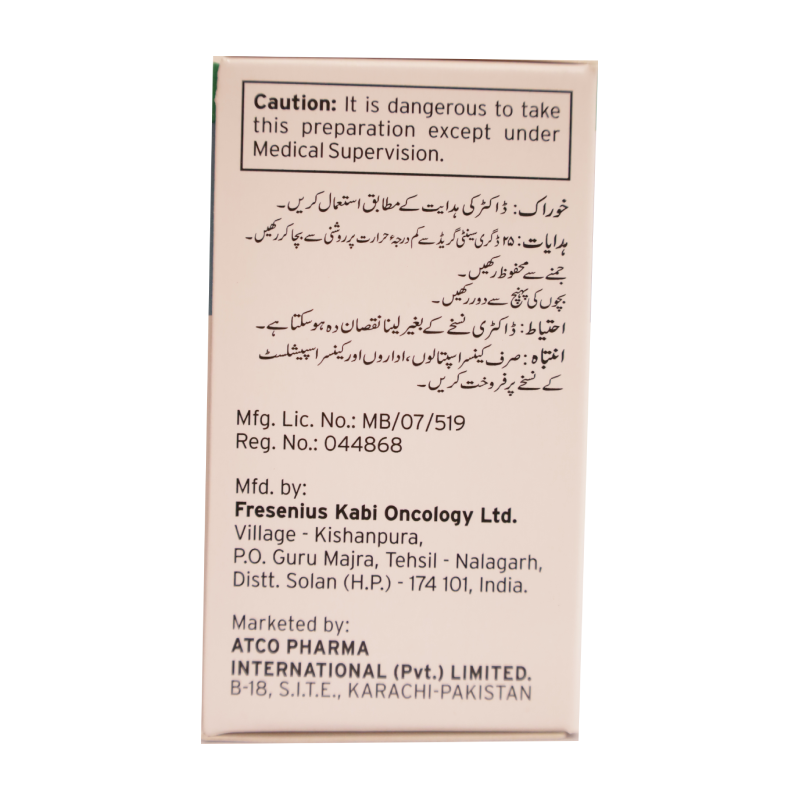 Caution: It is dangerous to take
this preparation except under
Medical Supervision.
خوراک: ڈاکٹر کی ہدایت کے مطابق استعمال کریں۔
ہدایات: ۲۵ ڈگری سینٹی گریڈ سے کم درجۂ حرارت پر روشنی سے بچا کر رکھیں۔
جمنے سے محفوظ رکھیں۔
بچوں کی پہنچ سے دور رکھیں۔
احتیاط: ڈاکٹری نسخے کے بغیر لینا نقصان دہ ہوسکتا ہے۔
انتباہ: صرف کینسر اسپتالوں، اداروں اور کینسر اسپیشلسٹ
کے نسخے پر فروخت کریں۔
Mfg. Lic. No.: MB/07/519
Reg. No.: 044868
Mfd. by:
Fresenius Kabi Oncology Ltd.
Village - Kishanpura,
P.O. Guru Majra, Tehsil - Nalagarh,
Distt. Solan (H.P.) - 174 101, India.
Marketed by:
ATCO PHARMA
INTERNATIONAL (Pvt.) LIMITED.
B-18, S.I.T.E., KARACHI-PAKISTAN